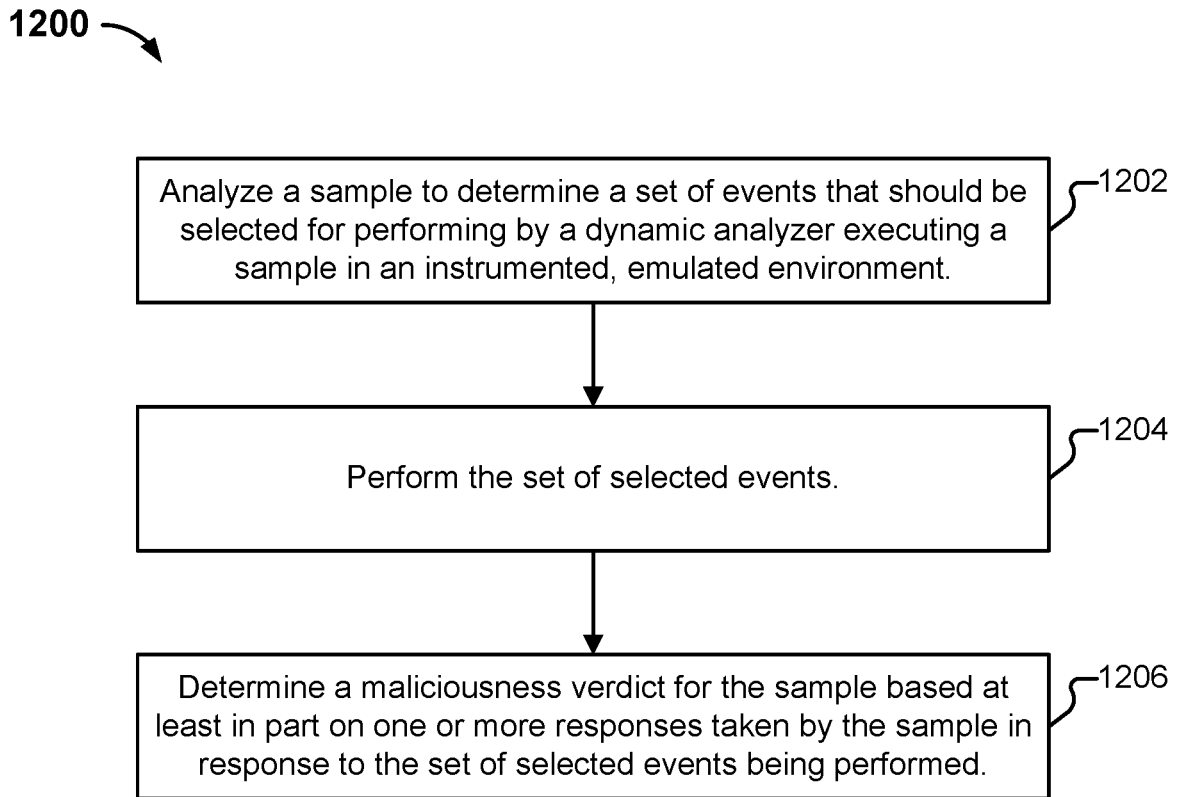 1200
Analyze a sample to determine a set of events that should be
1202
selected for performing by a dynamic analyzer executing a
sample in an instrumented, emulated environment.
1204
Perform the set of selected events.
1206
Determine a maliciousness verdict for the sample based at
least in part on one or more responses taken by the sample in
response to the set of selected events being performed.